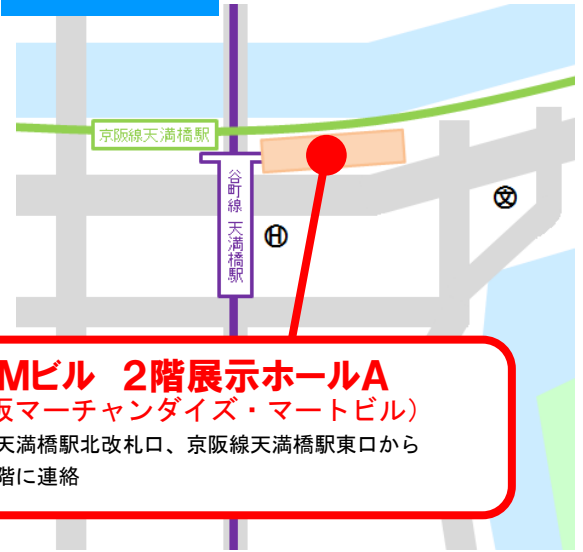 京阪線天満橋駅
谷町線 天満橋駅
H
文
Mビル 2階展示ホールA
阪マーチャンダイズ・マートビル）
天満橋駅北改札口、京阪線天満橋駅東口から
階に連絡